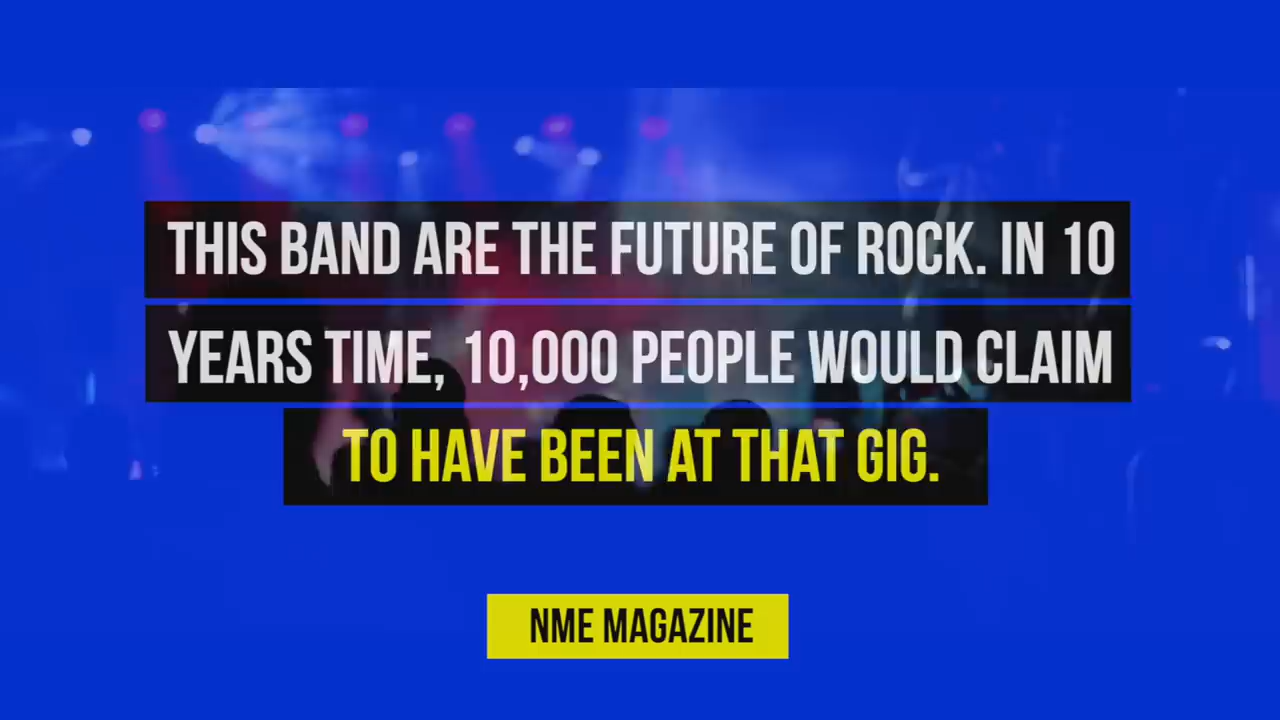 THIS BAND ARE THE FUTURE OF ROCK. IN 10
YEARS TIME, 10,000 PEOPLE WOULD CLAIM
TO HAVE BEEN AT THAT GIG.
NME MAGAZINE